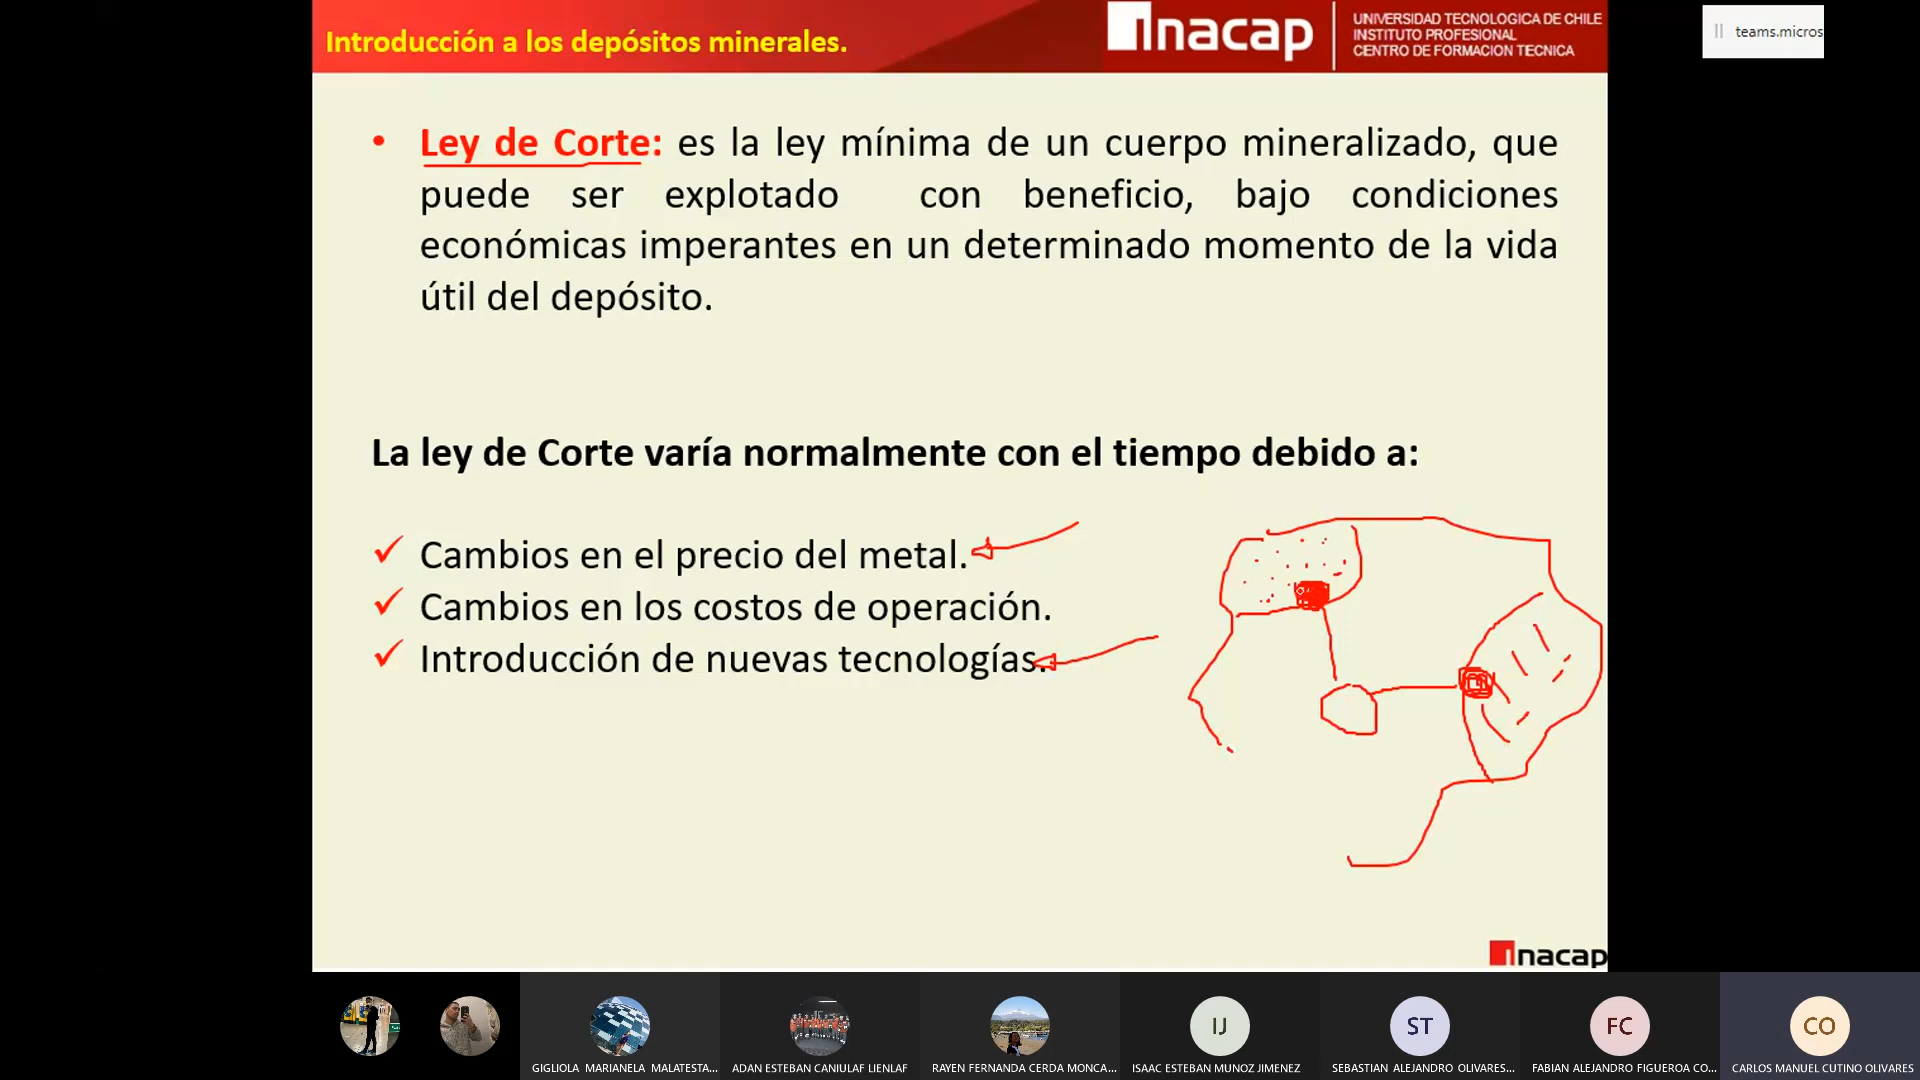 Introducción a los depósitos minerales.
Inacap
UNIVERSIDAD TECNOLOGICA DE CHILE
INSTITUTO PROFESIONAL
CENTRO DE FORMACION TECNICA
teams.micros
• Ley de Corte: es la ley mínima de un cuerpo mineralizado, que
puede ser explotado con beneficio, bajo condiciones
económicas imperantes en un determinado momento de la vida
útil del depósito.
La ley de Corte varía normalmente con el tiempo debido a:
✓ Cambios en el precio del metal.
✓ Cambios en los costos de operación.
✓ Introducción de nuevas tecnologías.
Inacap
IJ
ST
FC
CO
GIGLIOLA MARIANELA MALATESTA...
ADAN ESTEBAN CANIULAF LIENLAF
RAYEN FERNANDA CERDA MONCA...
ISAAC ESTEBAN MUNOZ JIMENEZ
SEBASTIAN ALEJANDRO OLIVARES...
FABIAN ALEJANDRO FIGUEROA CO...
CARLOS MANUEL CUTINO OLIVARES